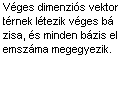 Véges dimenziós vektor
térnek létezik véges bá
zisa, és minden bázis el
emszáma megegyezik.